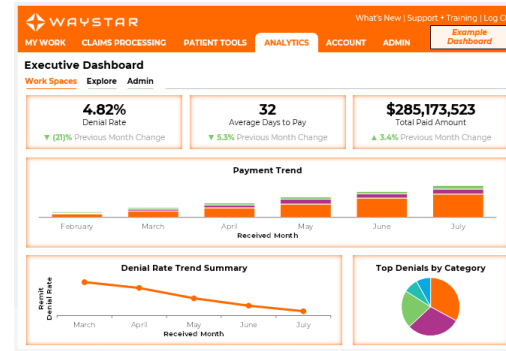 WAYSTAR
What's New | Support + Training | Log O
MY WORK CLAIMS PROCESSING PATIENT TOOLS ANALYTICS ACCOUNT ADMIN
Example
Dashboard
Executive Dashboard
Work Spaces Explore Admin
4.82%
Denial Rate
▼ (21)% Previous Month Change
32
Average Days to Pay
▼ 5.3% Previous Month Change
$285,173,523
Total Paid Amount
▲ 3.4% Previous Month Change
Payment Trend
February March April May June July
Received Month
Denial Rate Trend Summary
Remit
Denial Rate
March April May June July
Received Month
Top Denials by Category